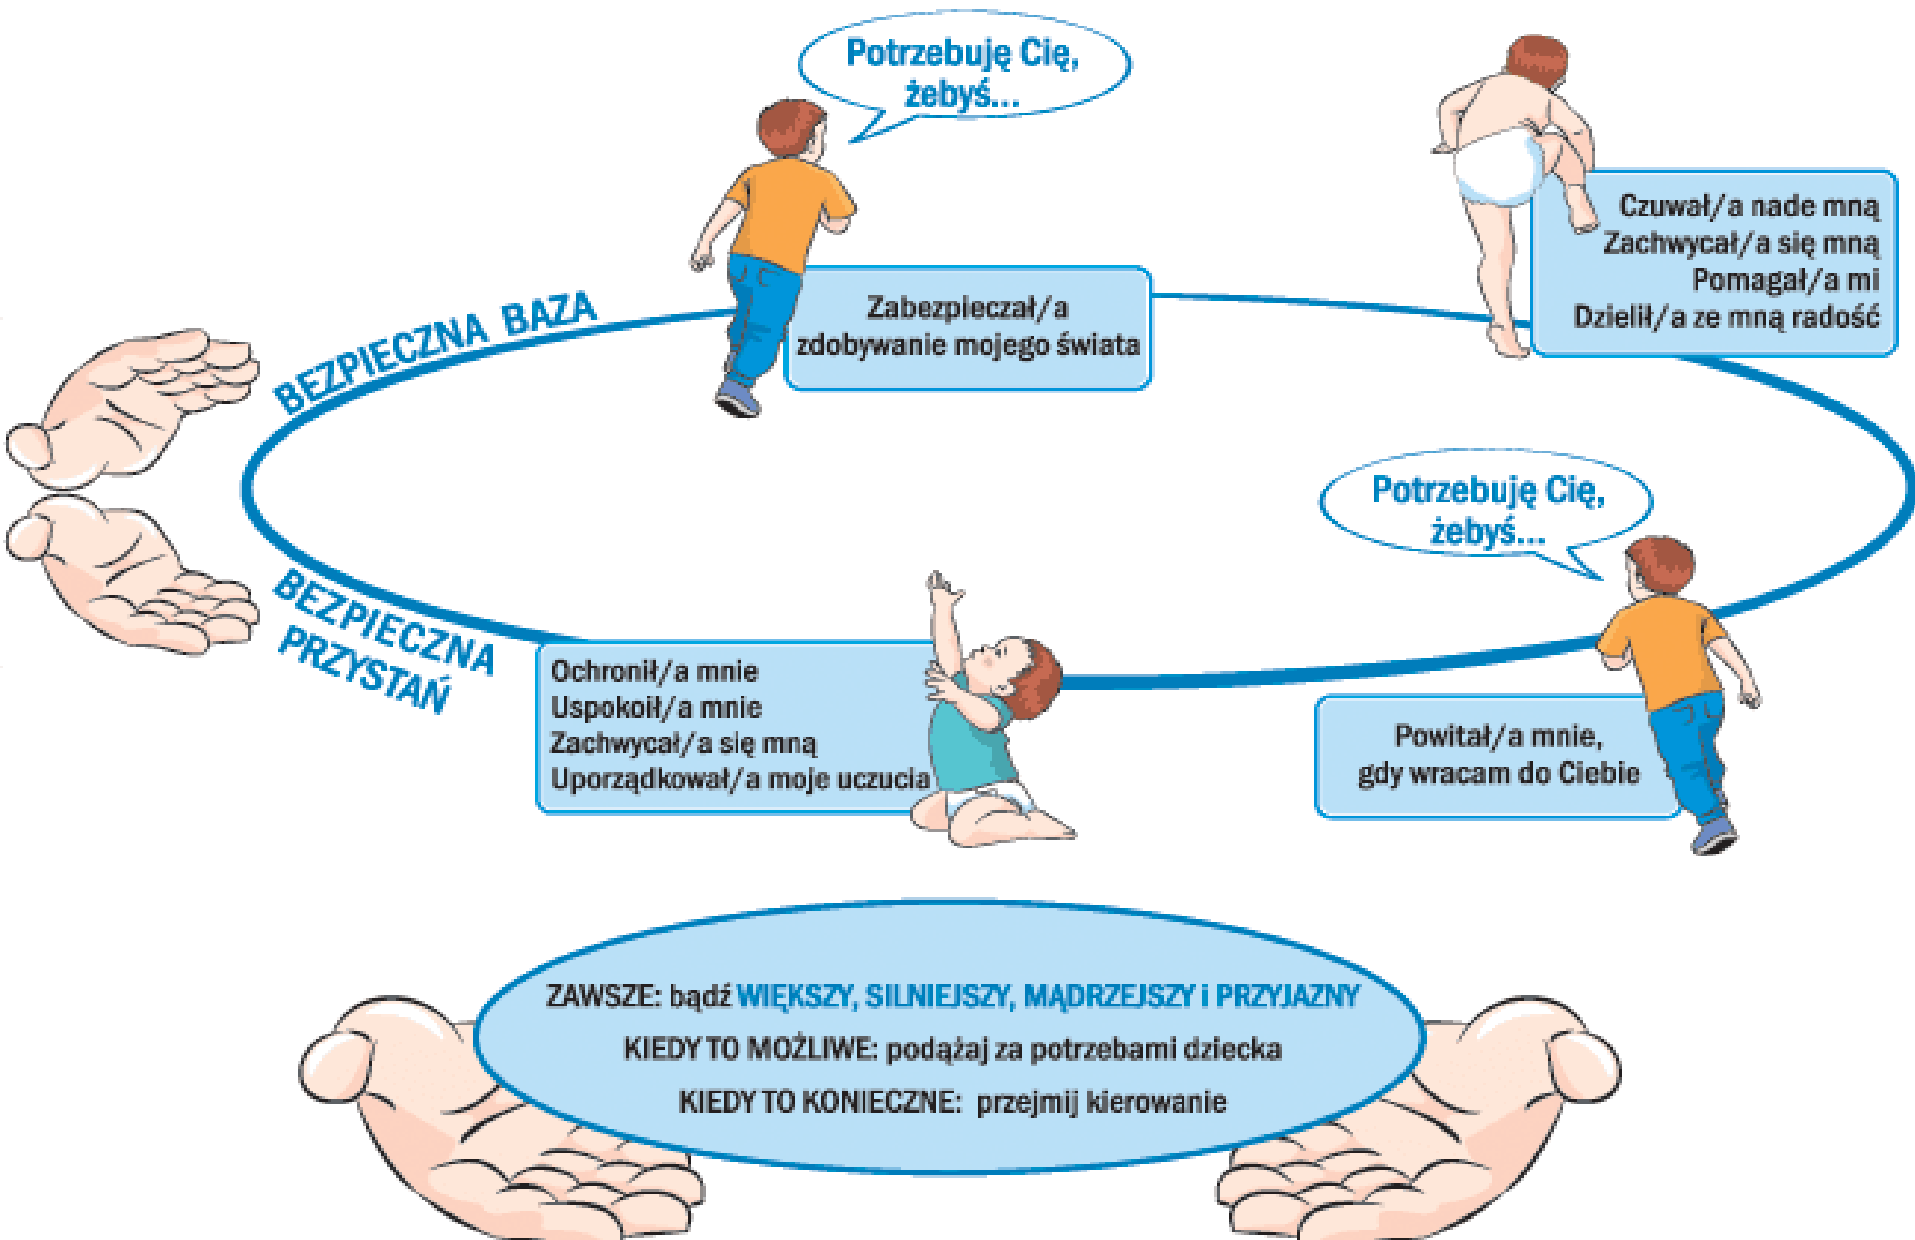 Potrzebuję Cię,
żebyś...
BEZPIECZNA BAZA
Zabezpieczał/a
zdobywanie mojego świata
Czuwał/a nade mną
Zachwycał/a się mną
Pomagał/a mi
Dzielił/a ze mną radość
Potrzebuję Cię,
żebyś...
Powitał/a mnie,
gdy wracam do Ciebie
BEZPIECZNA
PRZYSTAŃ
Ochronił/a mnie
Uspokoił/a mnie
Zachwycał/a się mną
Uporządkował/a moje uczucia
ZAWSZE: bądź WIĘKSZY, SILNIEJSZY, MĄDRZEJSZY i PRZYJAZNY
KIEDY TO MOŻLIWE: podążaj za potrzebami dziecka
KIEDY TO KONIECZNE: przejmij kierowanie